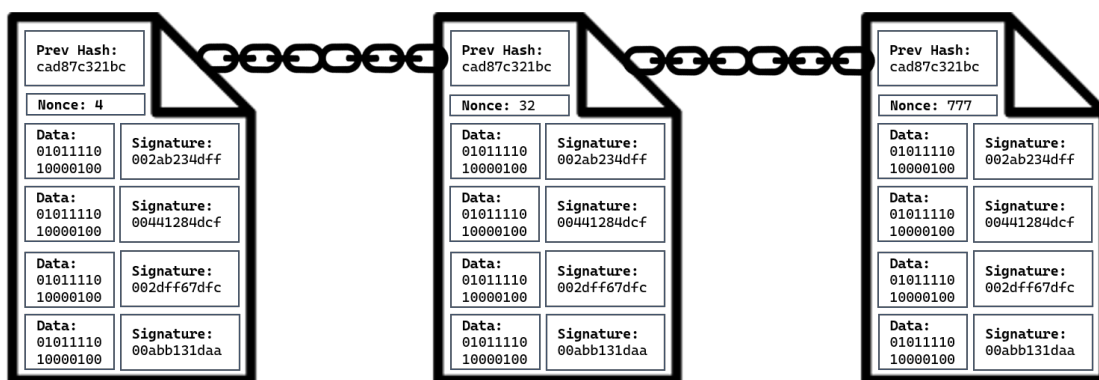 Prev Hash:
cad87c321bc
Nonce: 4
Data:
01011110
10000100
Signature:
002ab234dff
Data:
01011110
10000100
Signature:
00441284dcf
Data:
01011110
10000100
Signature:
002dff67dfc
Data:
01011110
10000100
Signature:
00abb131daa
Prev Hash:
cad87c321bc
Nonce: 32
Data:
01011110
10000100
Signature:
002ab234dff
Data:
01011110
10000100
Signature:
00441284dcf
Data:
01011110
10000100
Signature:
002dff67dfc
Data:
01011110
10000100
Signature:
00abb131daa
Prev Hash:
cad87c321bc
Nonce: 777
Data:
01011110
10000100
Signature:
002ab234dff
Data:
01011110
10000100
Signature:
00441284dcf
Data:
01011110
10000100
Signature:
002dff67dfc
Data:
01011110
10000100
Signature:
00abb131daa